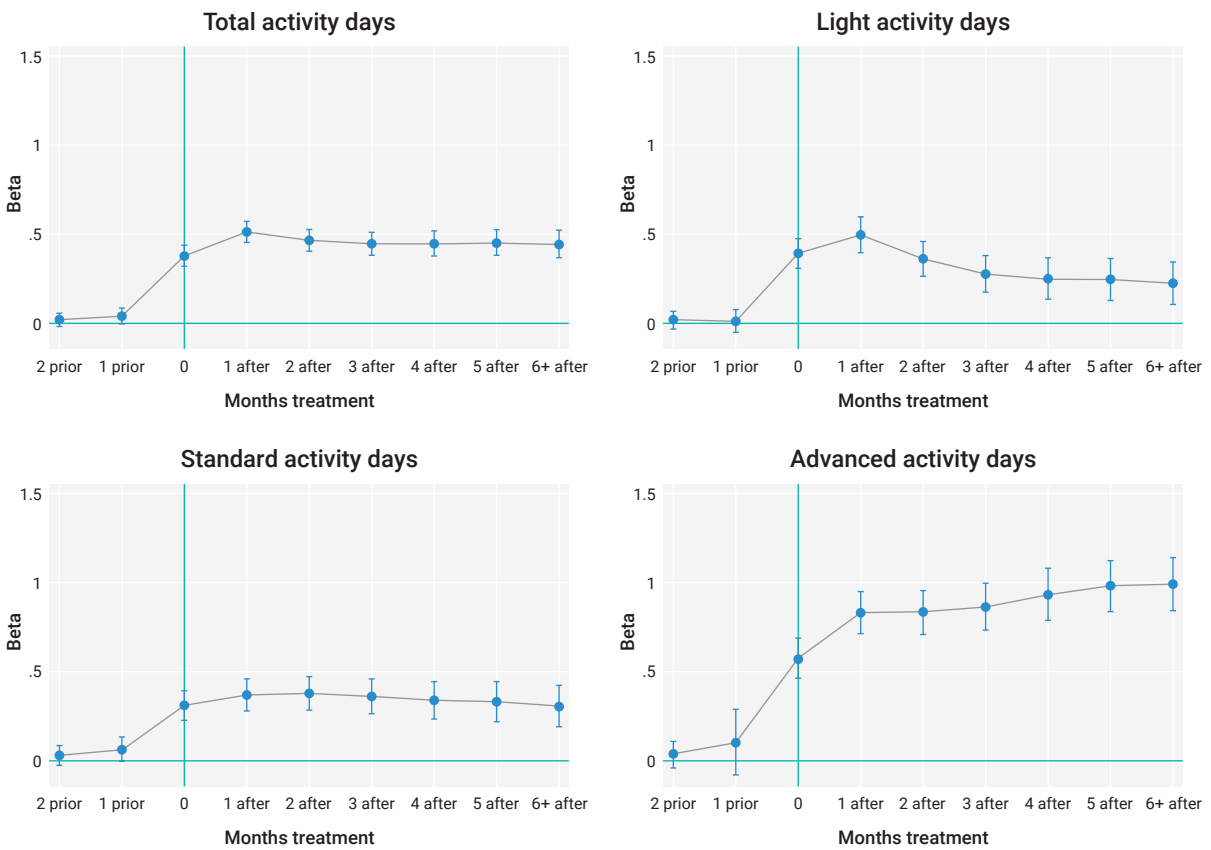 Total activity days
1.5
1
.5
0
Beta
2 prior 1 prior 0 1 after 2 after 3 after 4 after 5 after 6+ after
Months treatment
Light activity days
1.5
1
.5
0
Beta
2 prior 1 prior 0 1 after 2 after 3 after 4 after 5 after 6+ after
Months treatment
Standard activity days
1.5
1
.5
0
Beta
2 prior 1 prior 0 1 after 2 after 3 after 4 after 5 after 6+ after
Months treatment
Advanced activity days
1.5
1
.5
0
Beta
2 prior 1 prior 0 1 after 2 after 3 after 4 after 5 after 6+ after
Months treatment